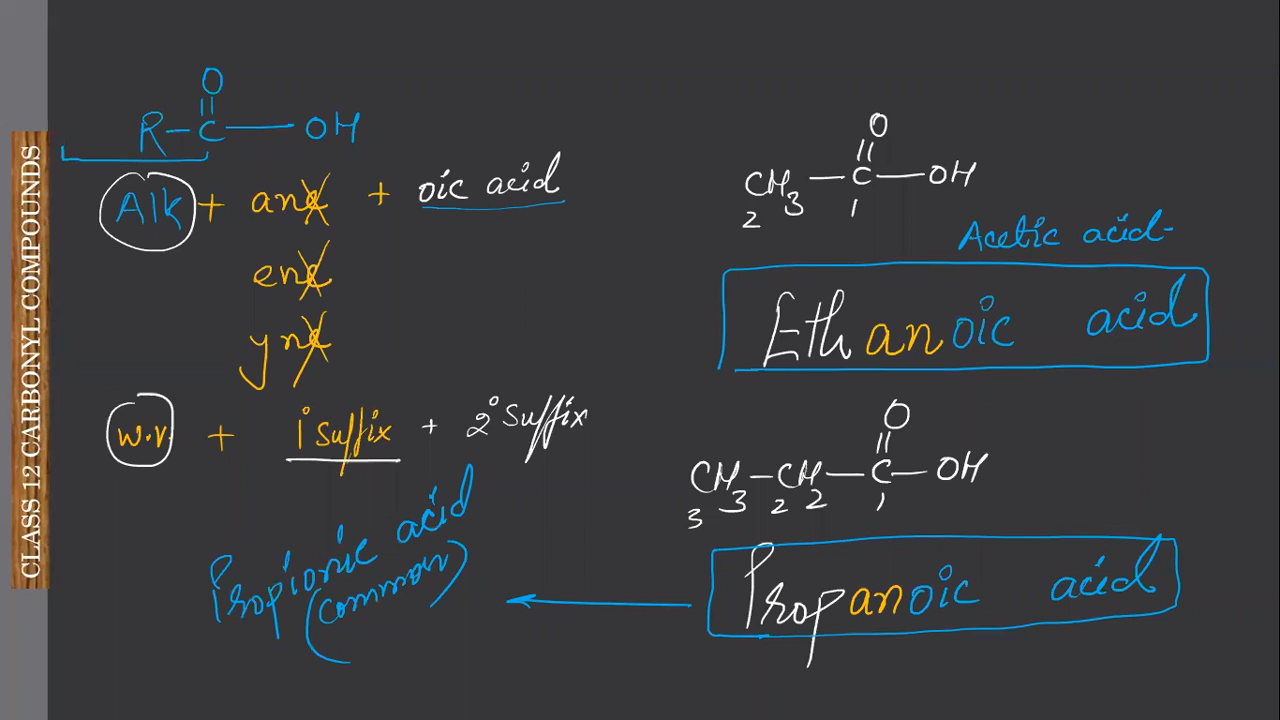 CLASS 12 CARBONYL COMPOUNDS
O
||
R—C——OH
Alk + ane + oic acid
ene
yne
w.r. + 1° suffix + 2° suffix
Propionic acid
(common)
O
||
CH3—C—OH
2 1
Acetic acid
Ethanoic acid
O
||
CH3—CH2—C—OH
3 2 1
Propanoic acid